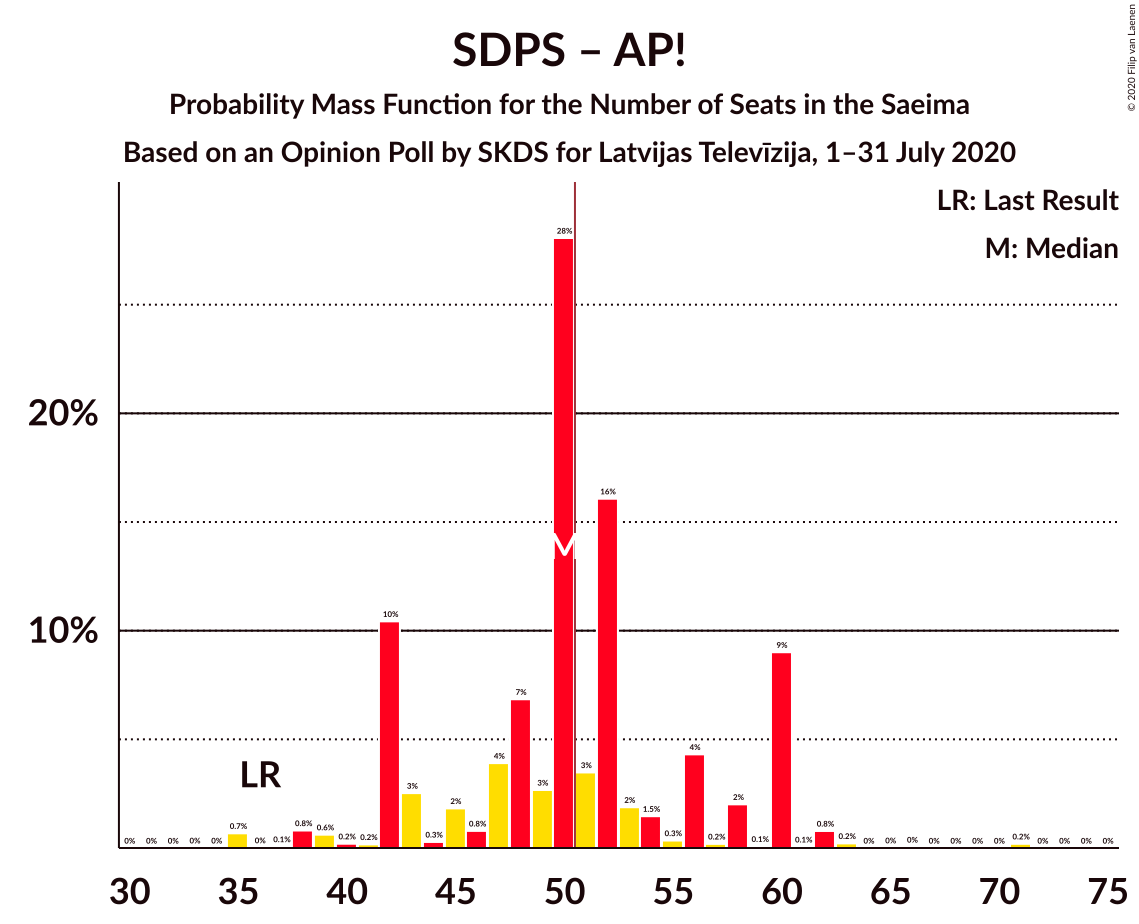 © 2020 Filip van Laenen
SDPS – AP!
Probability Mass Function for the Number of Seats in the Saeima
Based on an Opinion Poll by SKDS for Latvijas Televīzija, 1–31 July 2020
LR: Last Result
M: Median
28%
20%
16%
M
10%
10%
9%
7%
LR
4%
4%
3%
3%
3%
2%
2%
2%
1.5%
0% 0% 0% 0% 0% 0.7% 0% 0.1% 0.8% 0.6% 0.2% 0.2% 0.3% 0.8% 0.3% 0.2% 0.1% 0.1% 0.8% 0.2% 0% 0% 0% 0% 0% 0% 0% 0.2% 0% 0% 0% 0%
30 35 40 45 50 55 60 65 70 75